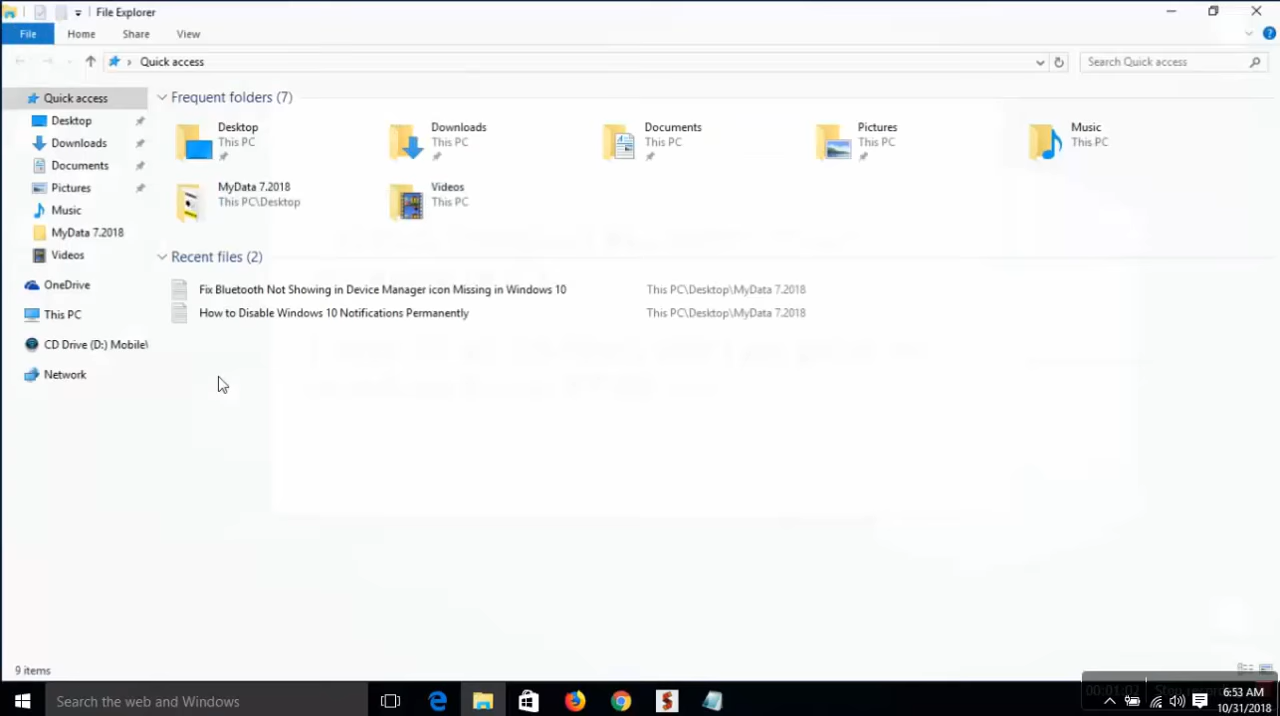 File Explorer
File Home Share View
Quick access
Search Quick access
Quick access
Desktop
Downloads
Documents
Pictures
Music
MyData 7.2018
Videos
OneDrive
This PC
CD Drive (D:) Mobile\
Network
Frequent folders (7)
Desktop
This PC
Downloads
This PC
Documents
This PC
Pictures
This PC
Music
This PC
MyData 7.2018
This PC\Desktop
Videos
This PC
Recent files (2)
Fix Bluetooth Not Showing in Device Manager icon Missing in Windows 10 This PC\Desktop\MyData 7.2018
How to Disable Windows 10 Notifications Permanently This PC\Desktop\MyData 7.2018
9 items
Search the web and Windows
00:01:02 Stop
6:53 AM
10/31/2018